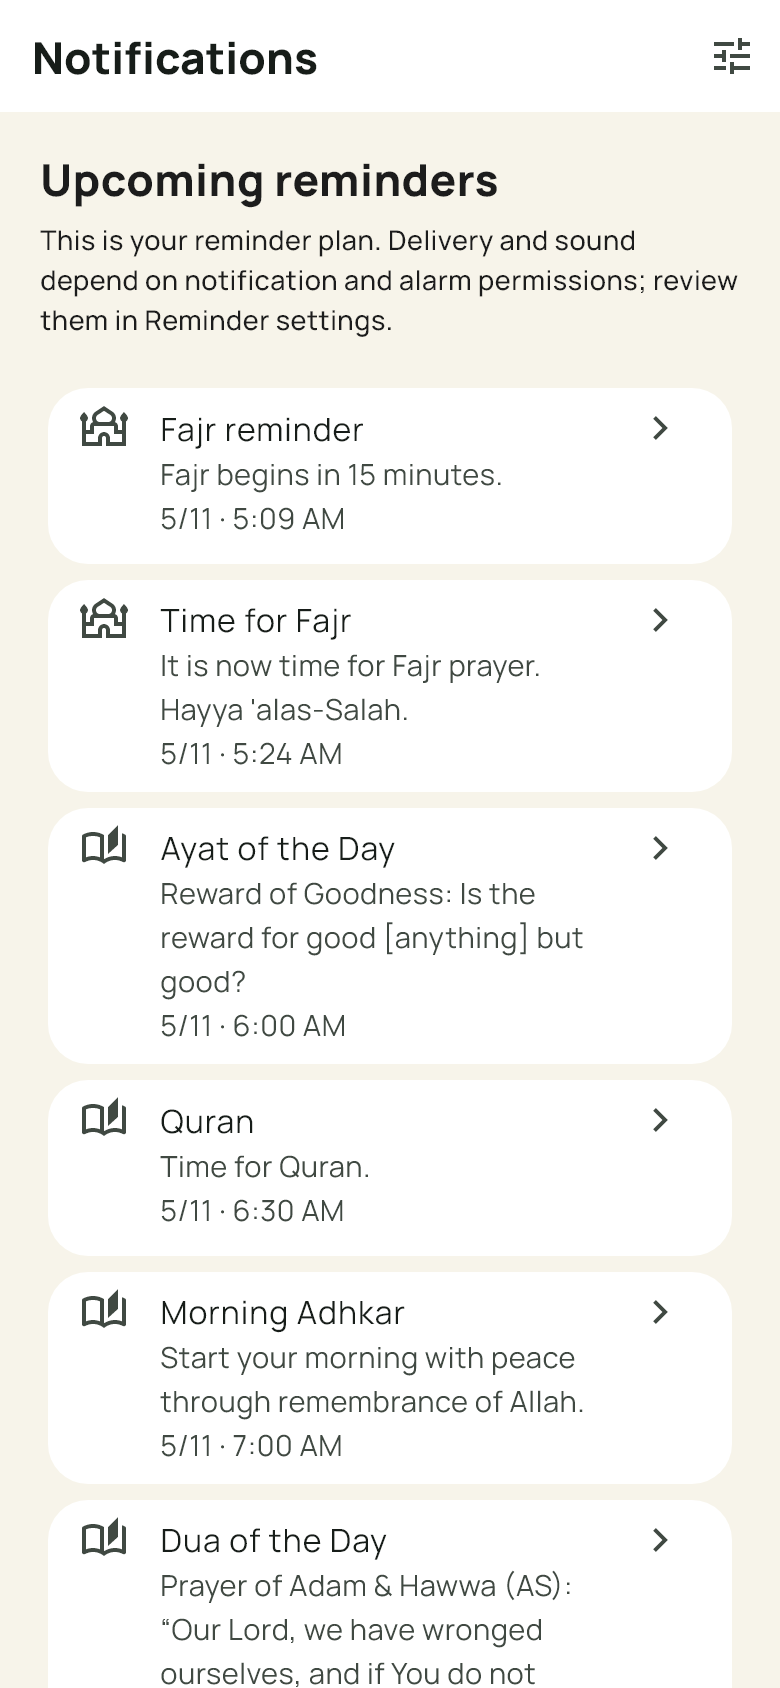 Notifications
Upcoming reminders
This is your reminder plan. Delivery and sound
depend on notification and alarm permissions; review
them in Reminder settings.
Fajr reminder
Fajr begins in 15 minutes.
5/11 · 5:09 AM
Time for Fajr
It is now time for Fajr prayer.
Hayya 'alas-Salah.
5/11 · 5:24 AM
Ayat of the Day
Reward of Goodness: Is the
reward for good [anything] but
good?
5/11 · 6:00 AM
Quran
Time for Quran.
5/11 · 6:30 AM
Morning Adhkar
Start your morning with peace
through remembrance of Allah.
5/11 · 7:00 AM
Dua of the Day
Prayer of Adam & Hawwa (AS):
“Our Lord, we have wronged
ourselves, and if You do not